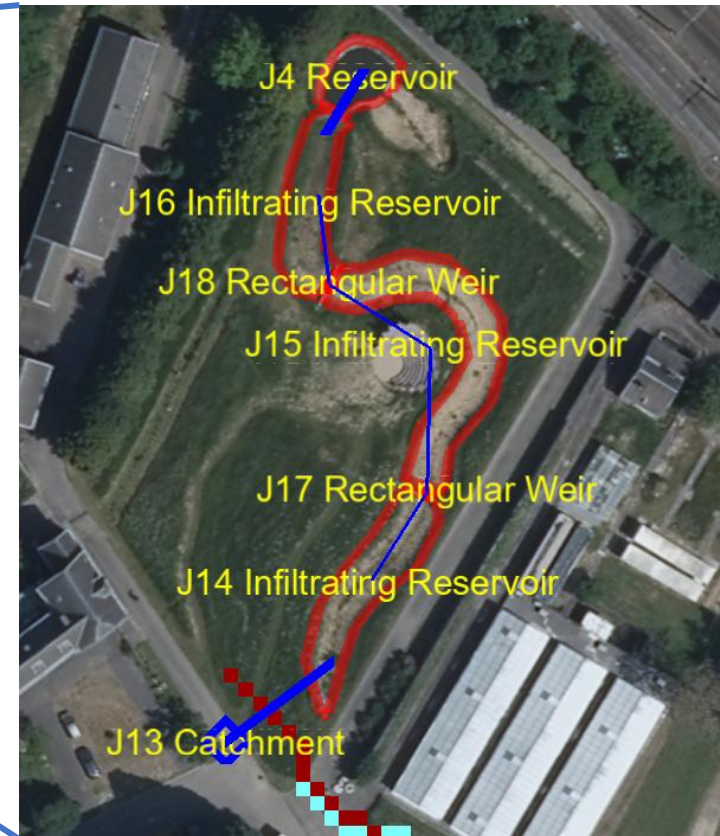 J4 Reservoir
J16 Infiltrating Reservoir
J18 Rectangular Weir
J15 Infiltrating Reservoir
J17 Rectangular Weir
J14 Infiltrating Reservoir
J13 Catchment